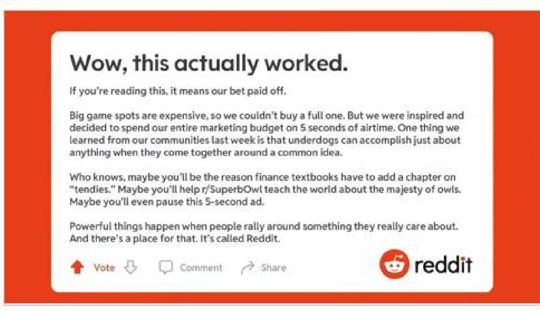 Wow, this actually worked.
If you're reading this, it means our bet paid off.
Big game spots are expensive, so we couldn't buy a full one. But we were inspired and
decided to spend our entire marketing budget on 5 seconds of airtime. One thing we
learned from our communities last week is that underdogs can accomplish just about
anything when they come together around a common idea.
Who knows, maybe you'll be the reason finance textbooks have to add a chapter on
"tendies." Maybe you'll help r/SuperbOwl teach the world about the majesty of owls.
Maybe you'll even pause this 5-second ad.
Powerful things happen when people rally around something they really care about.
And there's a place for that. It's called Reddit.
Vote Comment Share
reddit